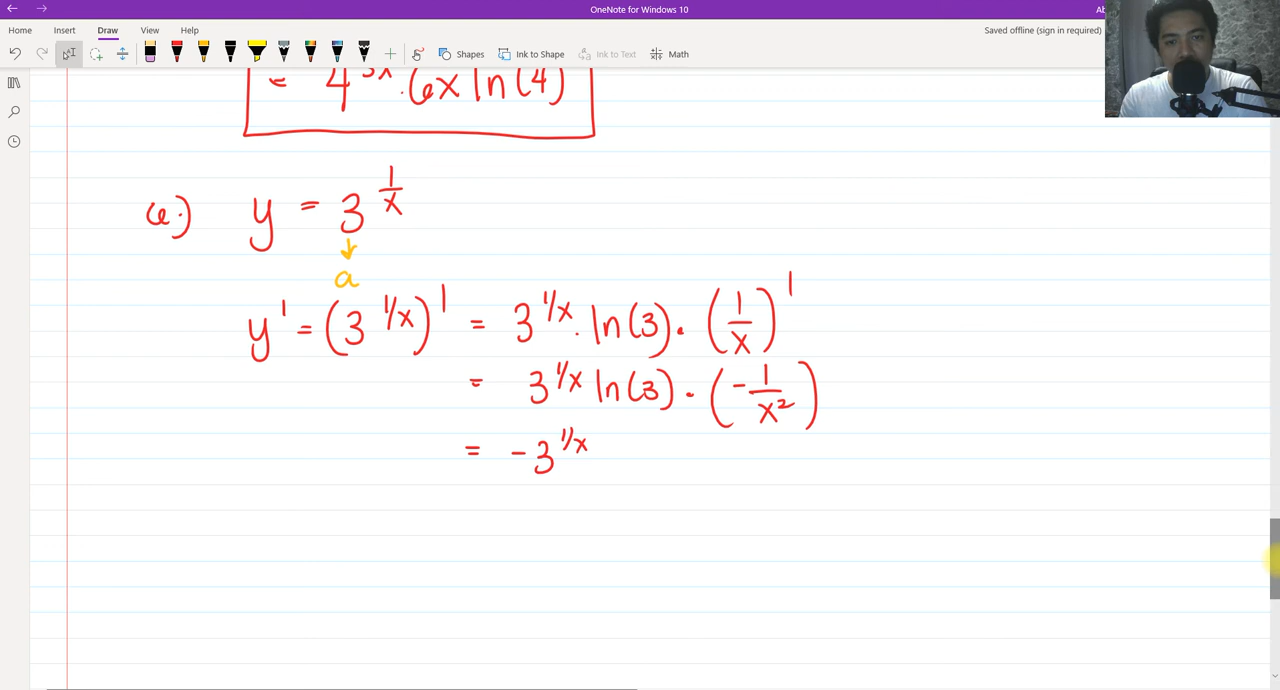 OneNote for Windows 10
Home Insert Draw View Help
Saved offline (sign in required)
Shapes Ink to Shape Ink to Text Math
= 4 · 6x ln(4)
e.) y = 3^(1/x)
a
y' = (3^(1/x))' = 3^(1/x) · ln(3) · (1/x)'
= 3^(1/x) ln(3) · (-1/x²)
= -3^(1/x)